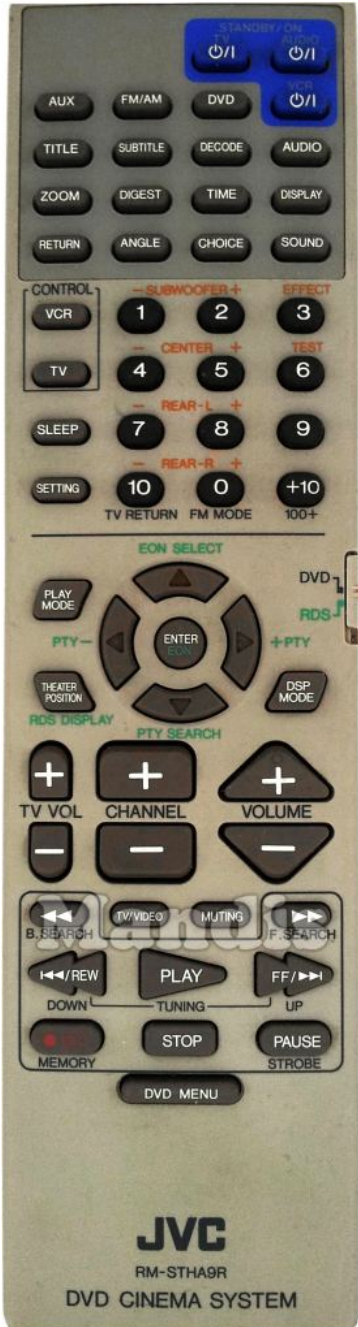 STANDBY/ON
TV AUDIO
⏻/I ⏻/I
VCR
AUX FM/AM DVD ⏻/I
TITLE SUBTITLE DECODE AUDIO
ZOOM DIGEST TIME DISPLAY
RETURN ANGLE CHOICE SOUND
CONTROL - SUBWOOFER + EFFECT
VCR 1 2 3
- CENTER + TEST
TV 4 5 6
- REAR-L +
SLEEP 7 8 9
- REAR-R +
SETTING 10 0 +10
TV RETURN FM MODE 100+
EON SELECT
DVD
PLAY MODE
RDS
PTY- ENTER +PTY
EON
THEATER POSITION DSP MODE
RDS DISPLAY
PTY SEARCH
+ + +
TV VOL CHANNEL VOLUME
- - -
◀◀ TV/VIDEO MUTING ▶▶
B.SEARCH F.SEARCH
Mandis
I◀◀/REW PLAY FF/▶▶I
DOWN TUNING UP
STOP PAUSE
MEMORY STROBE
DVD MENU
JVC
RM-STHA9R
DVD CINEMA SYSTEM